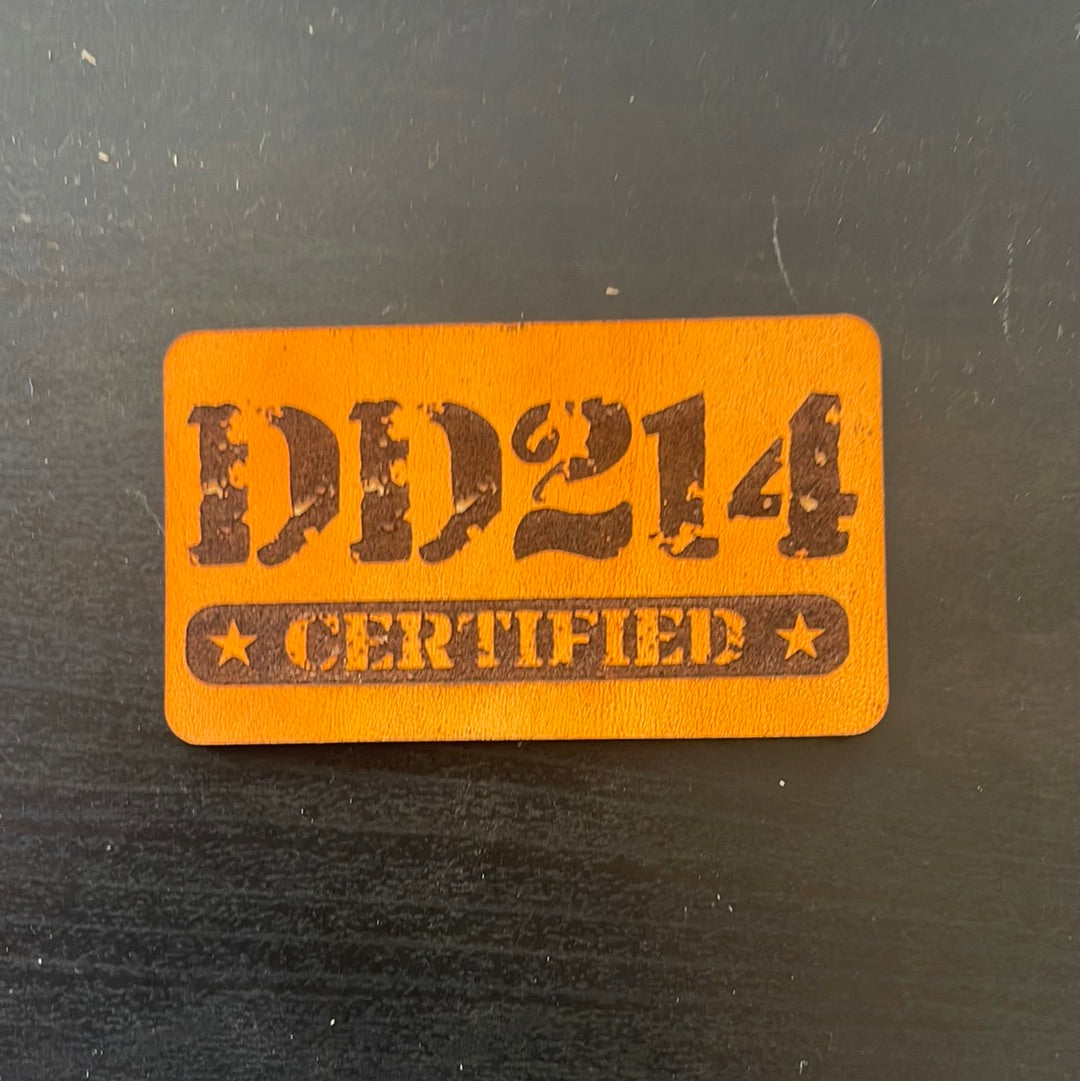 DD214
★ CERTIFIED ★